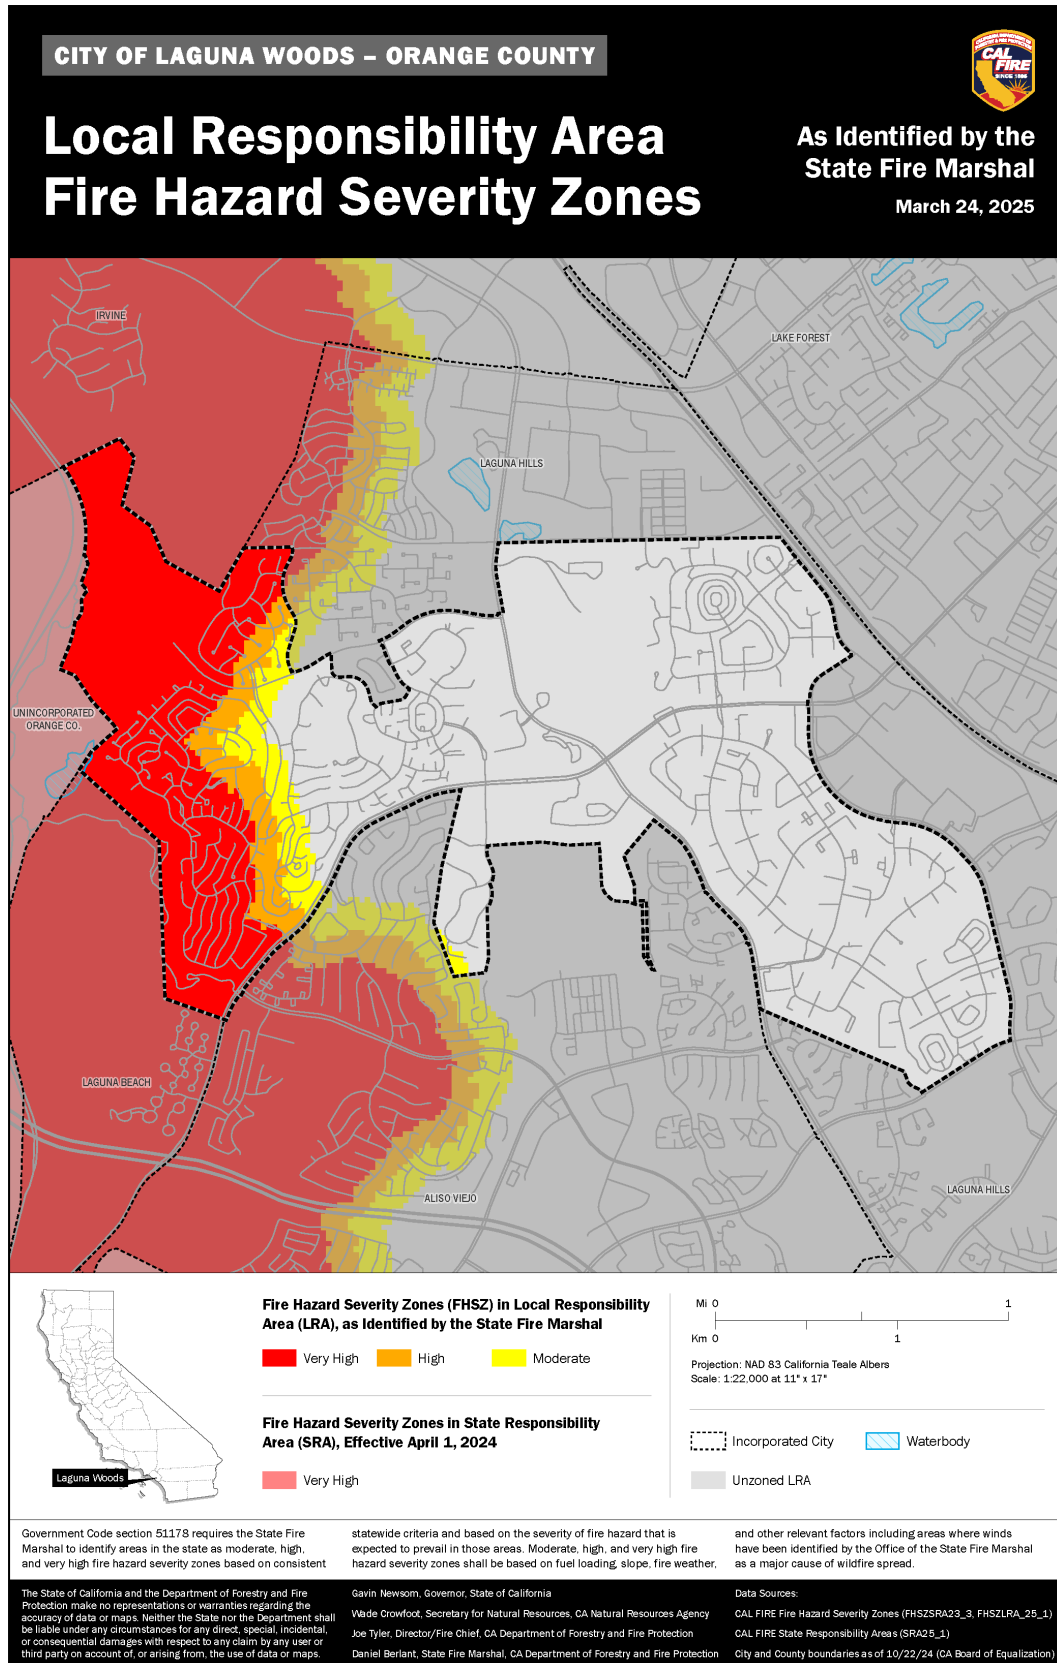 CITY OF LAGUNA WOODS – ORANGE COUNTY
Local Responsibility Area
Fire Hazard Severity Zones
CALIFORNIA DEPARTMENT OF
FORESTRY & FIRE PROTECTION
CAL
FIRE
SINCE 1885
As Identified by the
State Fire Marshal
March 24, 2025
IRVINE
LAKE FOREST
LAGUNA HILLS
UNINCORPORATED
ORANGE CO.
LAGUNA BEACH
ALISO VIEJO
LAGUNA HILLS
Laguna Woods
Fire Hazard Severity Zones (FHSZ) in Local Responsibility
Area (LRA), as Identified by the State Fire Marshal
Very High
High
Moderate
Fire Hazard Severity Zones in State Responsibility
Area (SRA), Effective April 1, 2024
Very High
Mi 0 1
Km 0 1
Projection: NAD 83 California Teale Albers
Scale: 1:22,000 at 11" x 17"
Incorporated City
Waterbody
Unzoned LRA
Government Code section 51178 requires the State Fire
Marshal to identify areas in the state as moderate, high,
and very high fire hazard severity zones based on consistent
statewide criteria and based on the severity of fire hazard that is
expected to prevail in those areas. Moderate, high, and very high fire
hazard severity zones shall be based on fuel loading, slope, fire weather,
and other relevant factors including areas where winds
have been identified by the Office of the State Fire Marshal
as a major cause of wildfire spread.
The State of California and the Department of Forestry and Fire
Protection make no representations or warranties regarding the
accuracy of data or maps. Neither the State nor the Department shall
be liable under any circumstances for any direct, special, incidental,
or consequential damages with respect to any claim by any user or
third party on account of, or arising from, the use of data or maps.
Gavin Newsom, Governor, State of California
Wade Crowfoot, Secretary for Natural Resources, CA Natural Resources Agency
Joe Tyler, Director/Fire Chief, CA Department of Forestry and Fire Protection
Daniel Berlant, State Fire Marshal, CA Department of Forestry and Fire Protection
Data Sources:
CAL FIRE Fire Hazard Severity Zones (FHSZSRA23_3, FHSZLRA_25_1)
CAL FIRE State Responsibility Areas (SRA25_1)
City and County boundaries as of 10/22/24 (CA Board of Equalization)